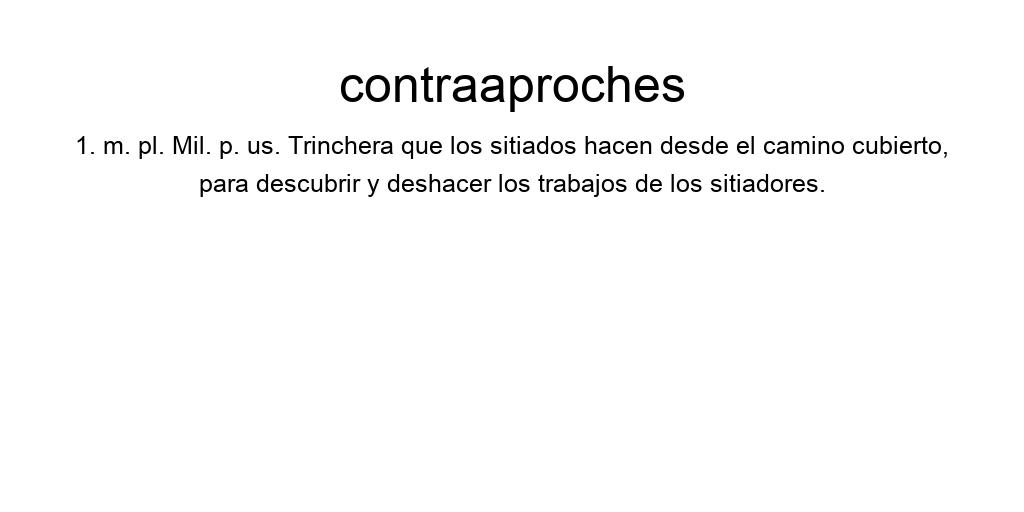 contraaproches
1. m. pl. Mil. p. us. Trinchera que los sitiados hacen desde el camino cubierto,
para descubrir y deshacer los trabajos de los sitiadores.